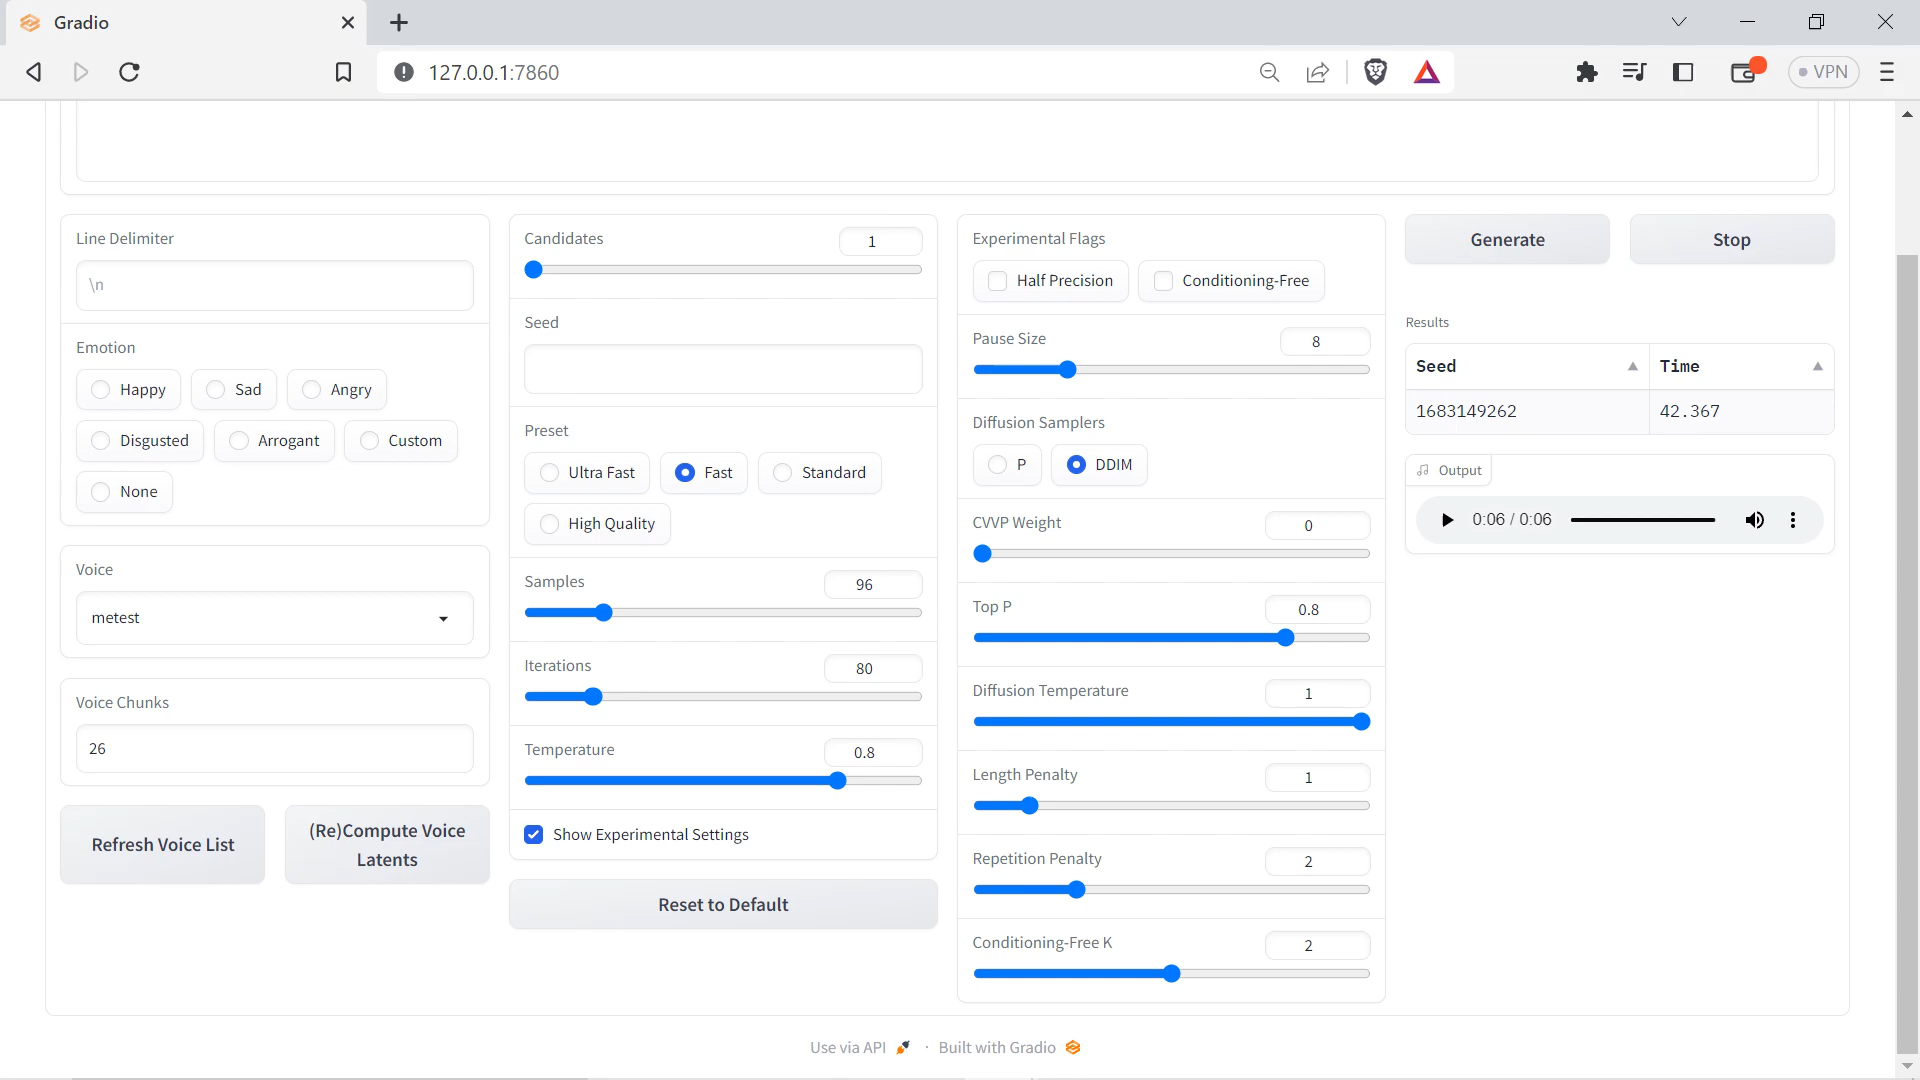 Gradio
127.0.0.1:7860
VPN
Line Delimiter
\n
Emotion
Happy
Sad
Angry
Disgusted
Arrogant
Custom
None
Voice
metest
Voice Chunks
26
Refresh Voice List
(Re)Compute Voice
Latents
Candidates
1
Seed
Preset
Ultra Fast
Fast
Standard
High Quality
Samples
96
Iterations
80
Temperature
0.8
Show Experimental Settings
Reset to Default
Experimental Flags
Half Precision
Conditioning-Free
Pause Size
8
Diffusion Samplers
P
DDIM
CVVP Weight
0
Top P
0.8
Diffusion Temperature
1
Length Penalty
1
Repetition Penalty
2
Conditioning-Free K
2
Generate
Stop
Results
Seed
Time
1683149262
42.367
Output
0:06 / 0:06
Use via API · Built with Gradio